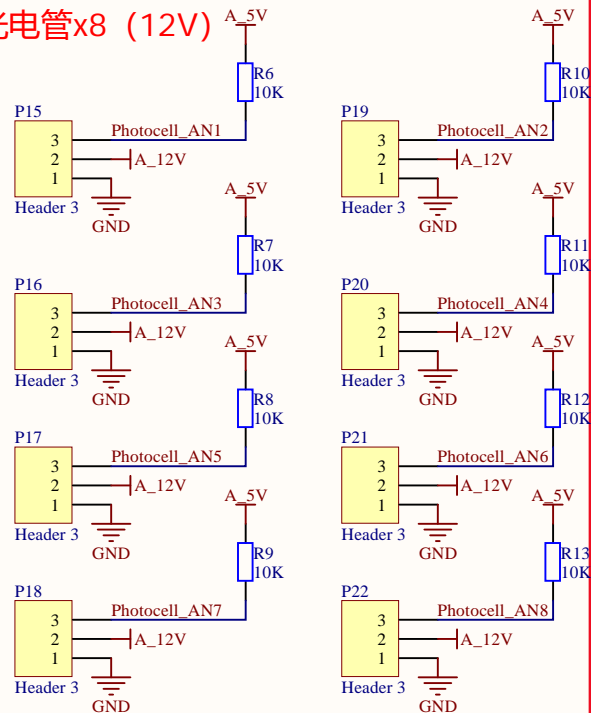 光电管x8（12V）
A_5V
R6
10K
P15
3
2
1
Photocell_AN1
A_12V
GND
Header 3
A_5V
R10
10K
P19
3
2
1
Photocell_AN2
A_12V
GND
Header 3
A_5V
R7
10K
P16
3
2
1
Photocell_AN3
A_12V
GND
Header 3
A_5V
R11
10K
P20
3
2
1
Photocell_AN4
A_12V
GND
Header 3
A_5V
R8
10K
P17
3
2
1
Photocell_AN5
A_12V
GND
Header 3
A_5V
R12
10K
P21
3
2
1
Photocell_AN6
A_12V
GND
Header 3
R9
10K
P18
3
2
1
Photocell_AN7
A_12V
GND
Header 3
A_5V
R13
10K
P22
3
2
1
Photocell_AN8
A_12V
GND
Header 3